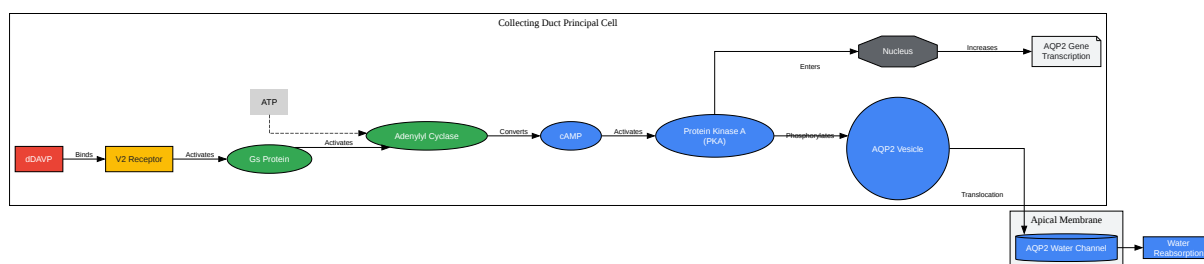 Collecting Duct Principal Cell
Nucleus
Increases
AQP2 Gene
Transcription
Enters
ATP
Adenylyl Cyclase
Converts
cAMP
Activates
Protein Kinase A
(PKA)
Phosphorylates
AQP2 Vesicle
dDAVP
Binds
V2 Receptor
Activates
Gs Protein
Activates
Translocation
Apical Membrane
AQP2 Water Channel
Water
Reabsorption